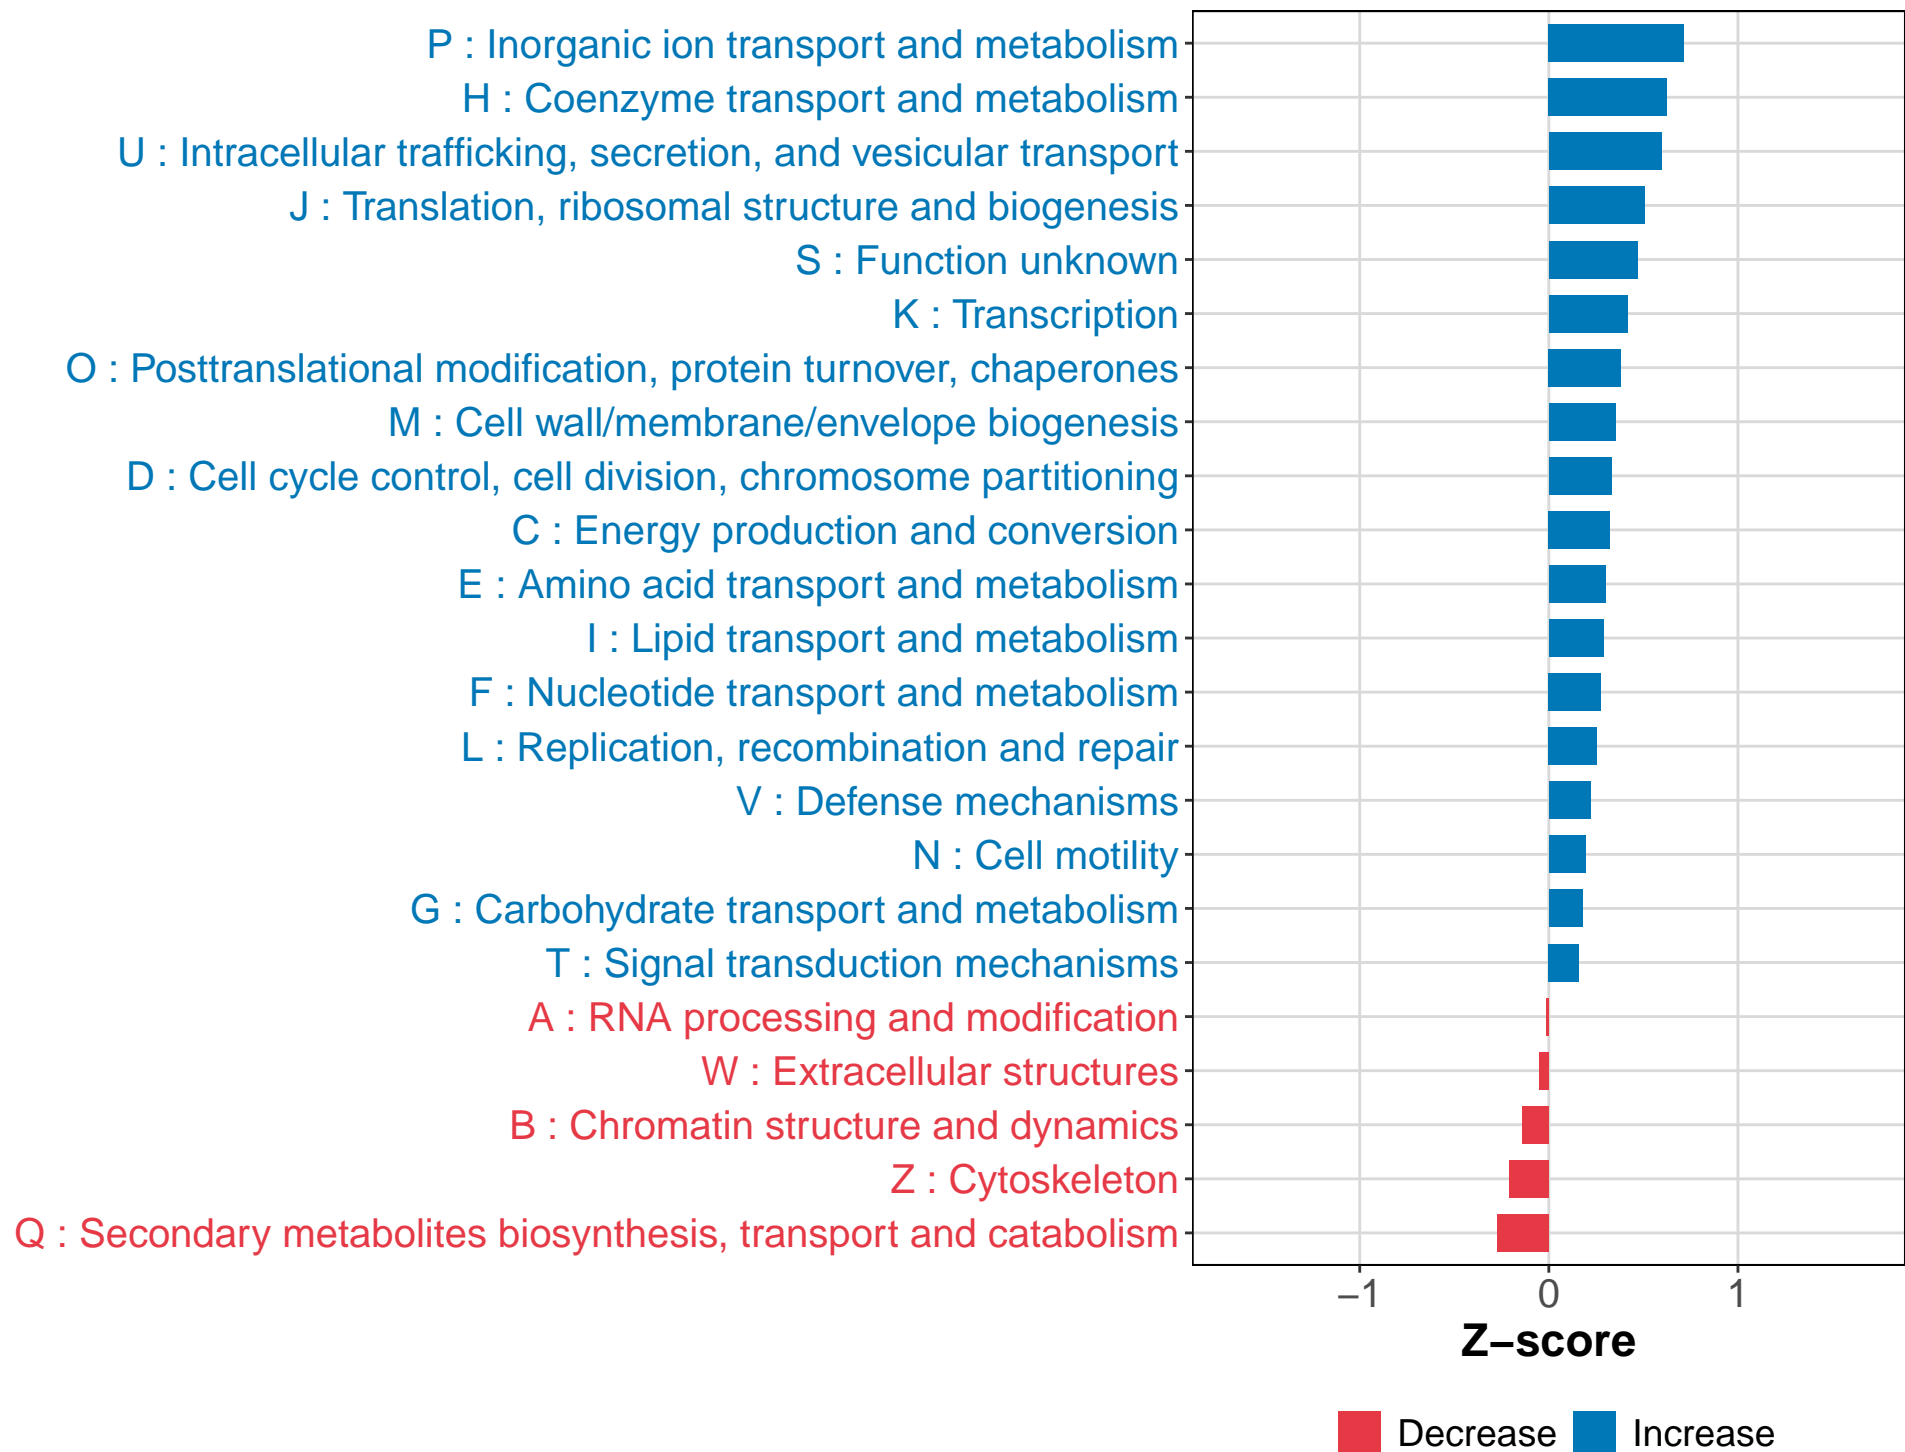 P : Inorganic ion transport and metabolism
H : Coenzyme transport and metabolism
U : Intracellular trafficking, secretion, and vesicular transport
J : Translation, ribosomal structure and biogenesis
S : Function unknown
K : Transcription
O : Posttranslational modification, protein turnover, chaperones
M : Cell wall/membrane/envelope biogenesis
D : Cell cycle control, cell division, chromosome partitioning
C : Energy production and conversion
E : Amino acid transport and metabolism
I : Lipid transport and metabolism
F : Nucleotide transport and metabolism
L : Replication, recombination and repair
V : Defense mechanisms
N : Cell motility
G : Carbohydrate transport and metabolism
T : Signal transduction mechanisms
A : RNA processing and modification
W : Extracellular structures
B : Chromatin structure and dynamics
Z : Cytoskeleton
Q : Secondary metabolites biosynthesis, transport and catabolism
−1 0 1
Z−score
Decrease Increase